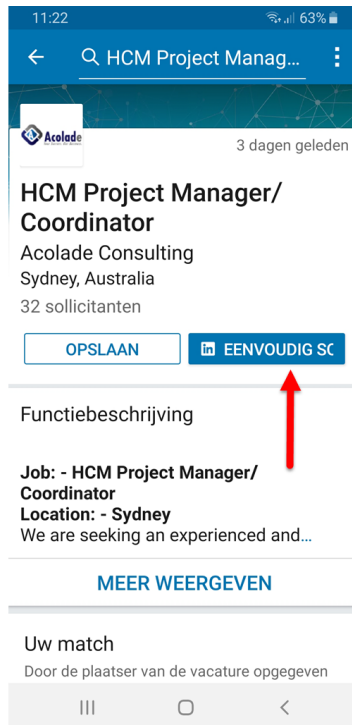 11:22
63%
HCM Project Manag...
Acolade
3 dagen geleden
HCM Project Manager/
Coordinator
Acolade Consulting
Sydney, Australia
32 sollicitanten
OPSLAAN
in EENVOUDIG SC
Functiebeschrijving
Job: - HCM Project Manager/
Coordinator
Location: - Sydney
We are seeking an experienced and...
MEER WEERGEVEN
Uw match
Door de plaatser van de vacature opgegeven